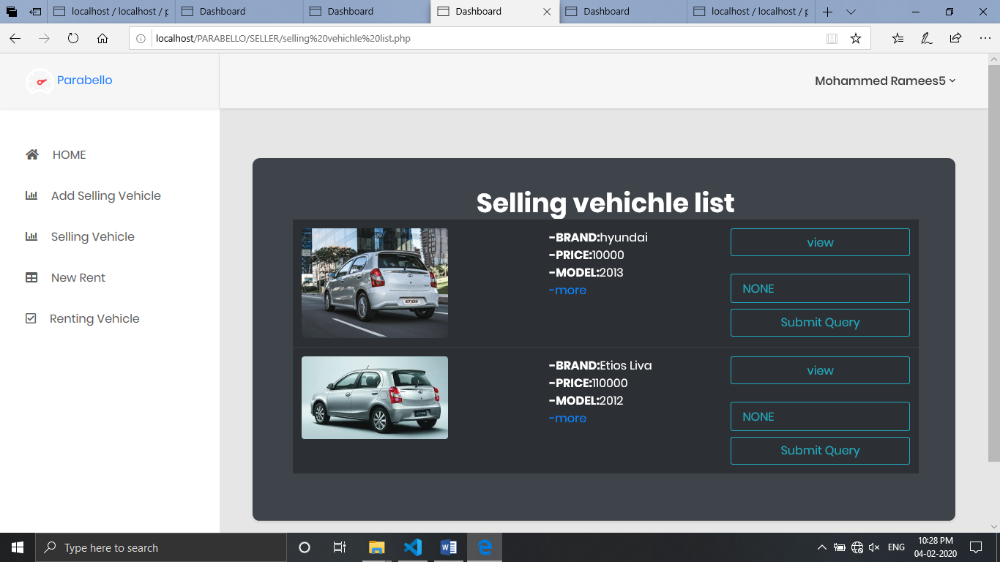 localhost / localhost / p
Dashboard
Dashboard
Dashboard
Dashboard
localhost / localhost / p
localhost/PARABELLO/SELLER/selling%20vehichle%20list.php
Parabello
Mohammed Ramees5
HOME
Add Selling Vehicle
Selling Vehicle
New Rent
Renting Vehicle
Selling vehichle list
-BRAND:hyundai
-PRICE:10000
-MODEL:2013
-more
view
NONE
Submit Query
ETIOS
-BRAND:Etios Liva
-PRICE:110000
-MODEL:2012
-more
view
NONE
Submit Query
Type here to search
ENG
10:28 PM
04-02-2020